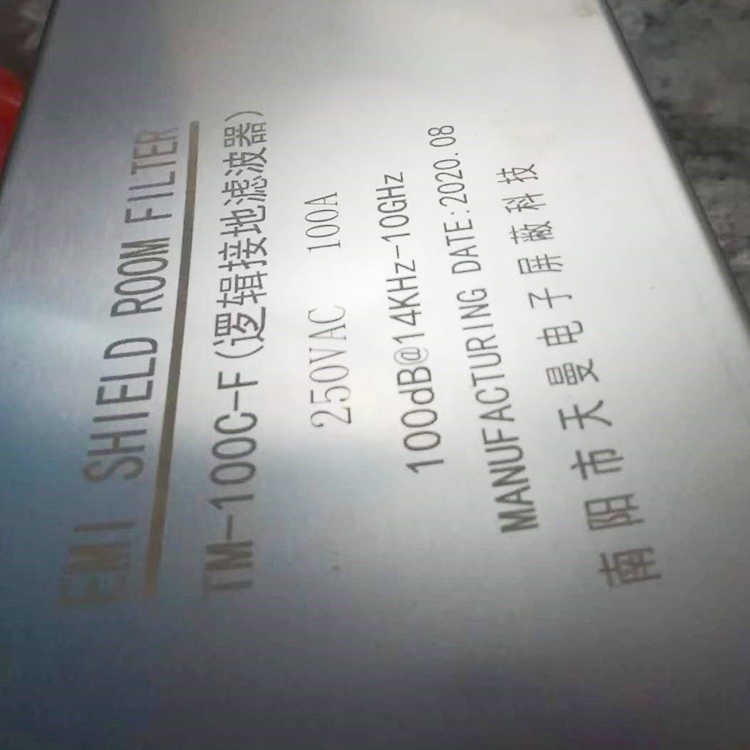 EMI SHIELD ROOM FILTER
TM-100C-F(逻辑接地滤波器)
250VAC 100A
100dB@14KHz-10GHz
MANUFACTURING DATE:2020.08
南阳市天曼电子屏蔽科技